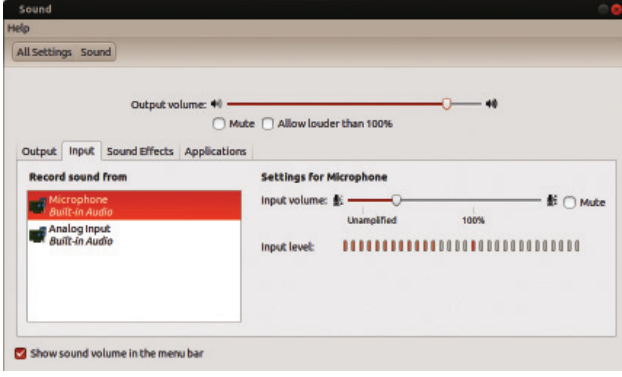 Sound
Help
All Settings Sound
Output volume:
Mute Allow louder than 100%
Output Input Sound Effects Applications
Record sound from
Microphone
Built-in Audio
Analog Input
Built-in Audio
Settings for Microphone
Input volume: Mute
Unamplified 100%
Input level:
Show sound volume in the menu bar